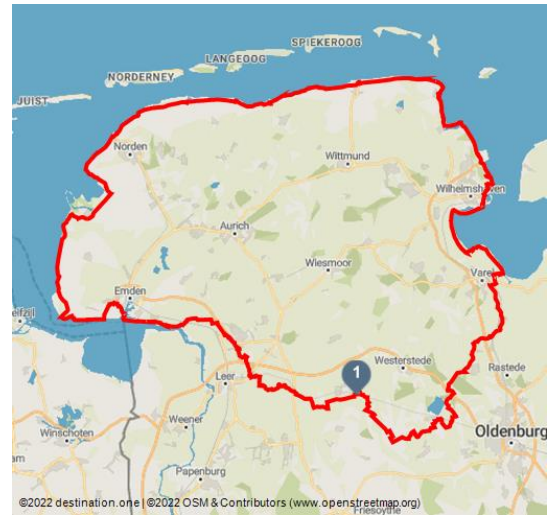 SPIEKEROOG
LANGEOOG
NORDERNEY
JUIST
Norden
Wittmund
Wilhelmshaven
Aurich
Wiesmoor
Emden
Westerstede
1
Rastede
Leer
Weener
Winschoten
Oldenburg
Papenburg
Friesoythe
©2022 destination.one | ©2022 OSM & Contributors (www.openstreetmap.org)